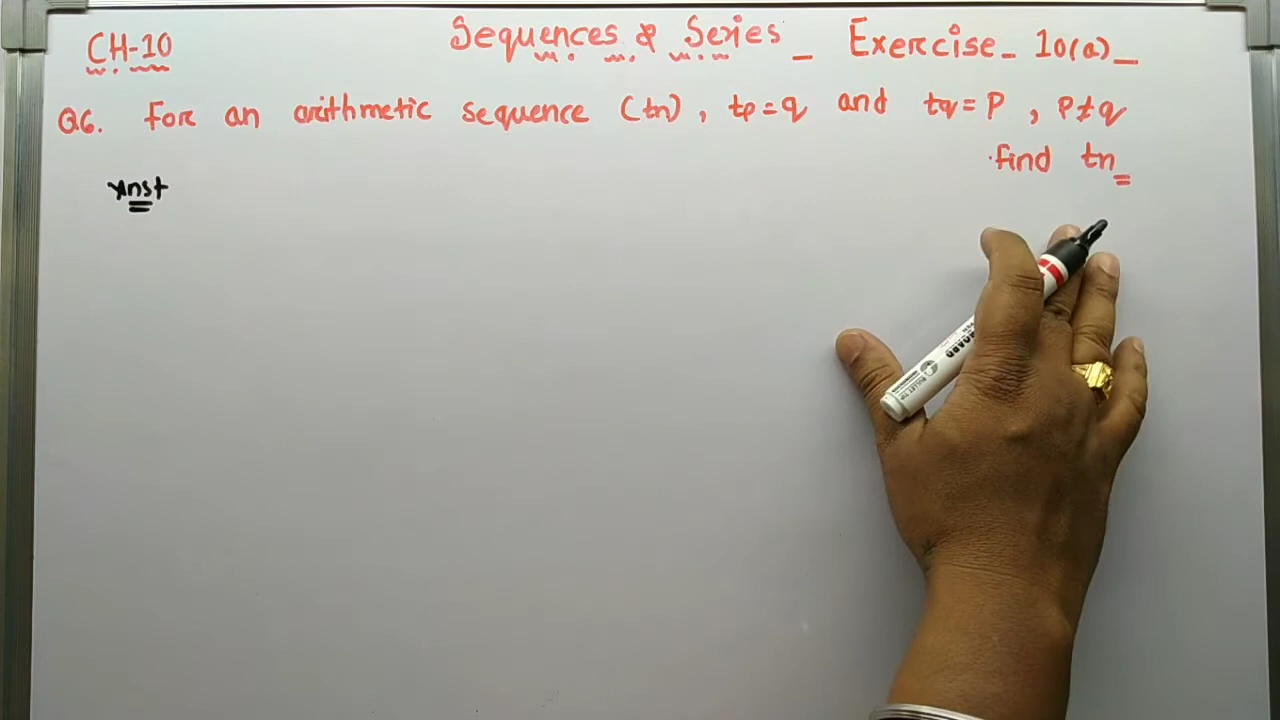 CH-10 Sequences & Series - Exercise - 10(a) -
Q6. For an arithmetic sequence (tn), tp = q and tq = p, p ≠ q
find tn
Ans: